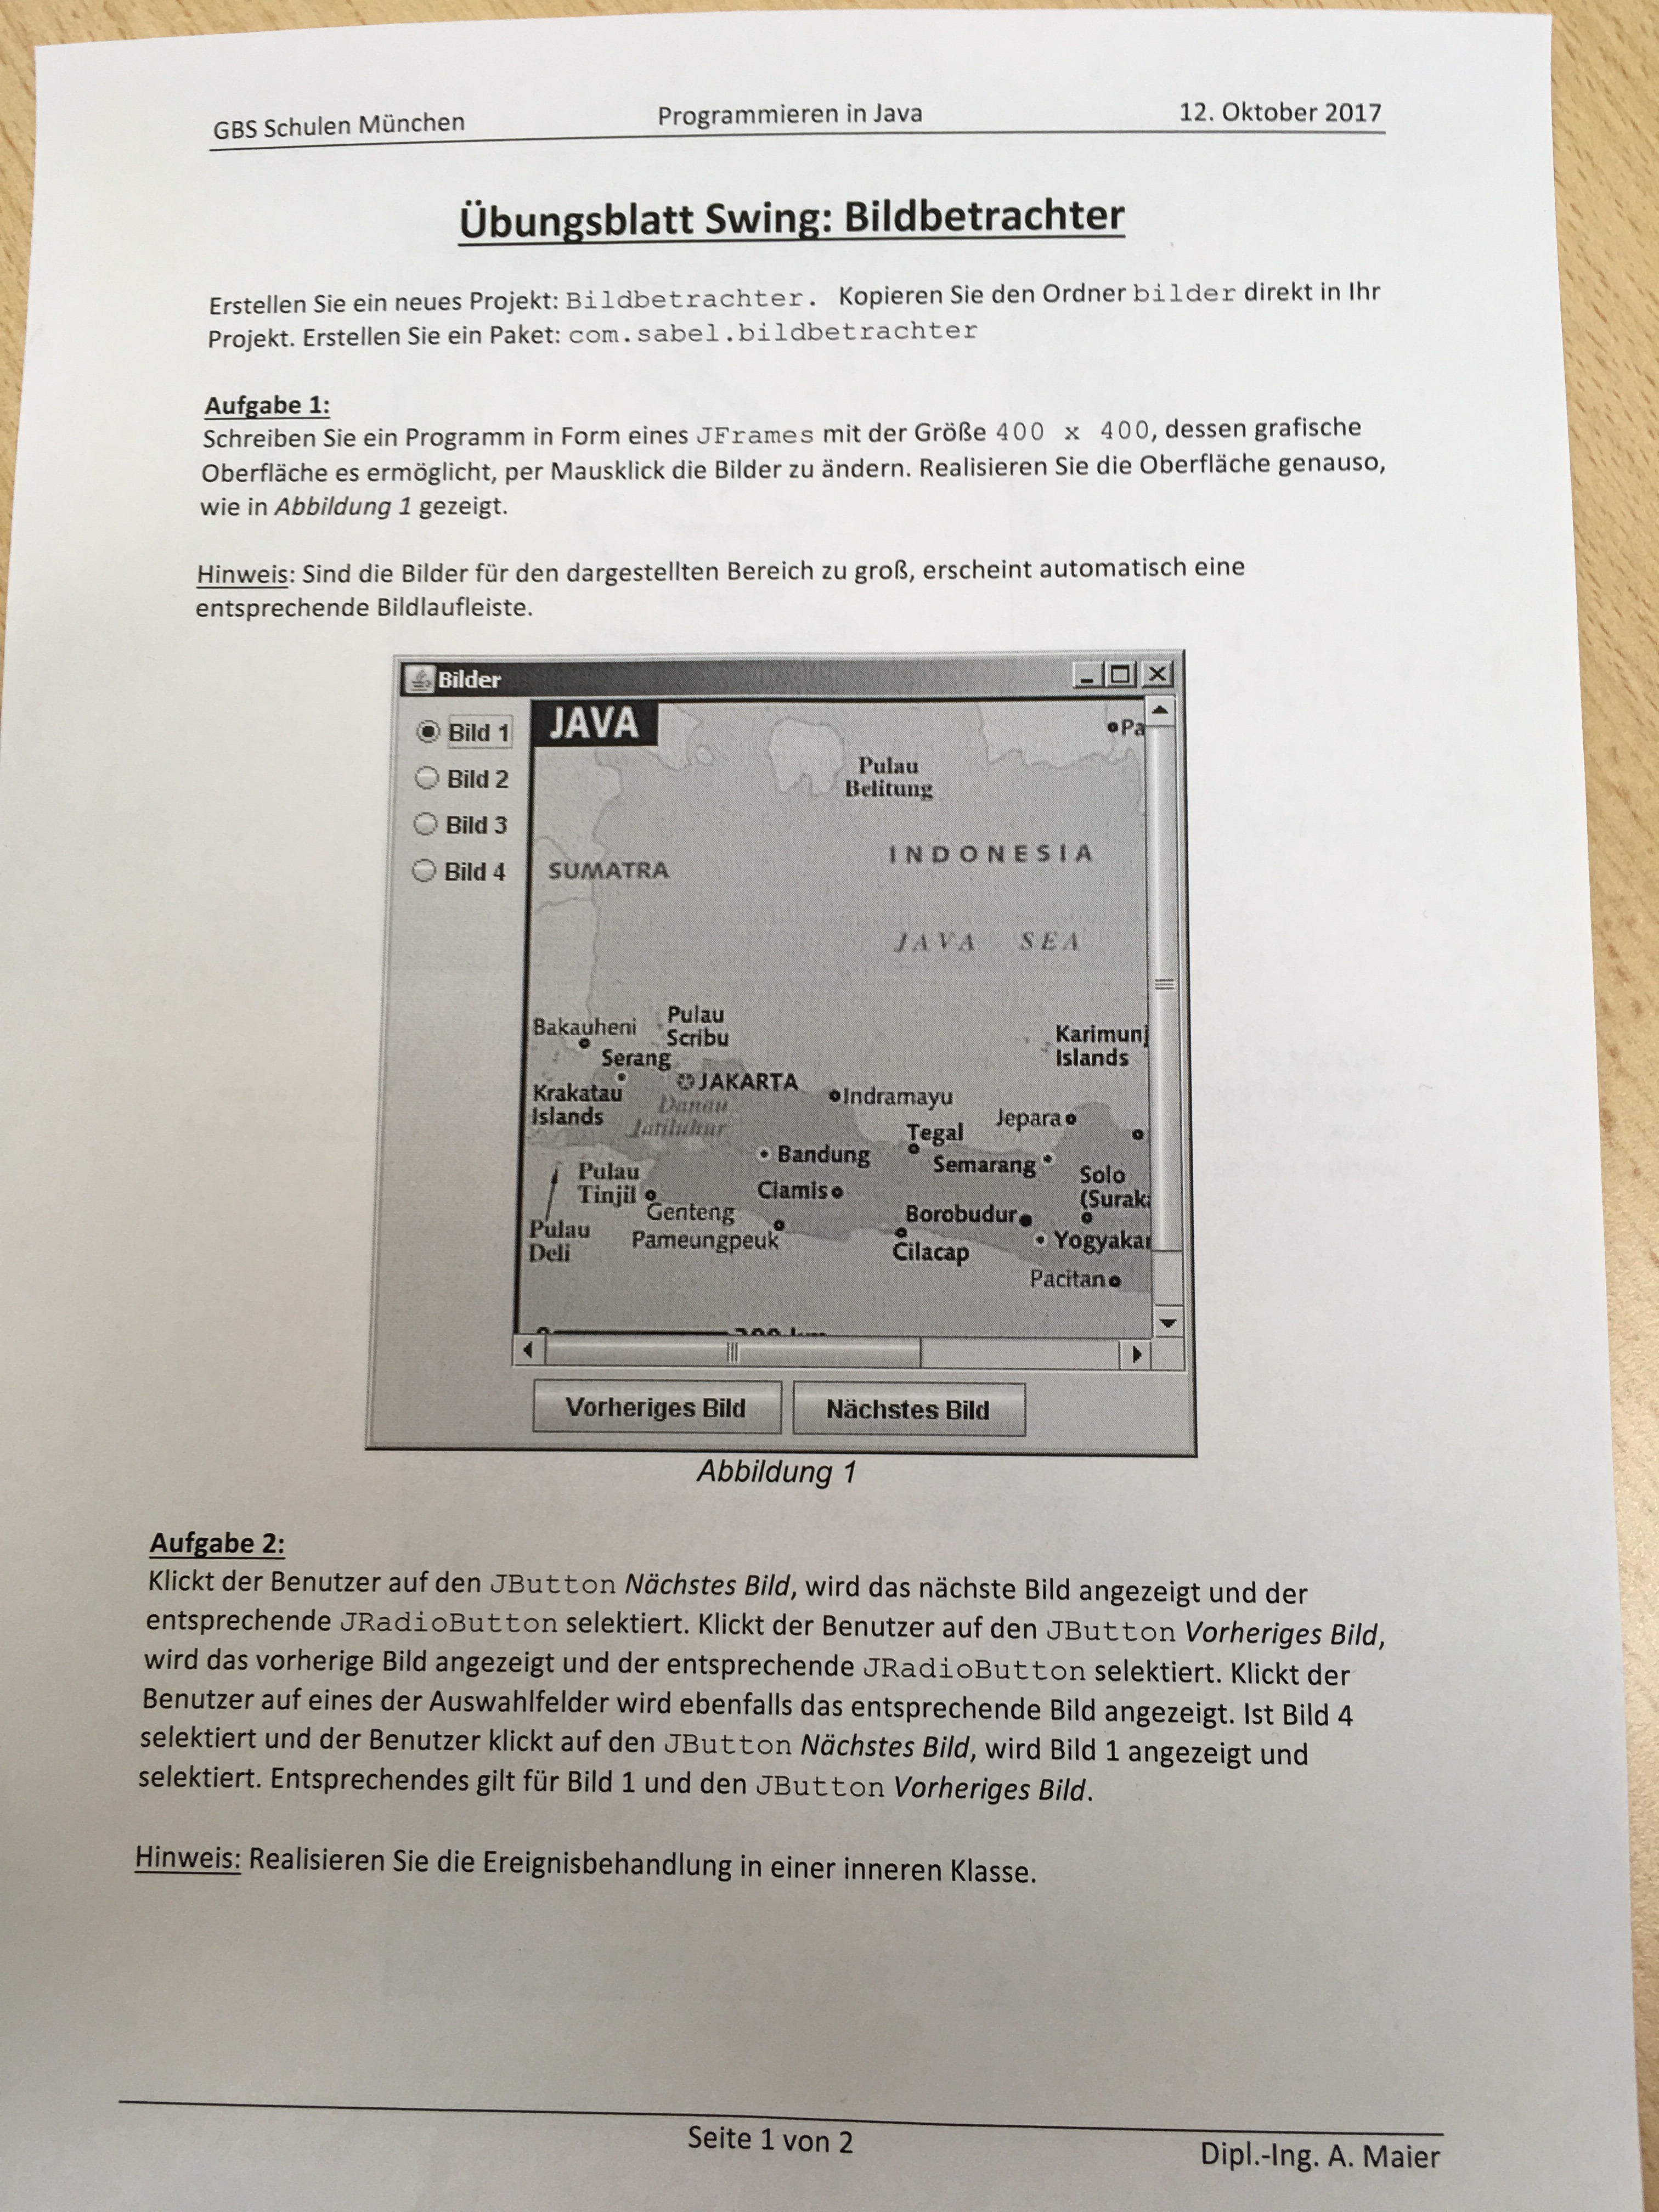 GBS Schulen München Programmieren in Java 12. Oktober 2017
Übungsblatt Swing: Bildbetrachter
Erstellen Sie ein neues Projekt: Bildbetrachter. Kopieren Sie den Ordner bilder direkt in Ihr
Projekt. Erstellen Sie ein Paket: com.sabel.bildbetrachter
Aufgabe 1:
Schreiben Sie ein Programm in Form eines JFrames mit der Größe 400 x 400, dessen grafische
Oberfläche es ermöglicht, per Mausklick die Bilder zu ändern. Realisieren Sie die Oberfläche genauso,
wie in Abbildung 1 gezeigt.
Hinweis: Sind die Bilder für den dargestellten Bereich zu groß, erscheint automatisch eine
entsprechende Bildlaufleiste.
Bilder
Bild 1
Bild 2
Bild 3
Bild 4
JAVA
Pa
Pulau
Belitung
INDONESIA
SUMATRA
JAVA SEA
Bakauheni
Pulau
Scribu
Karimunj
Islands
Serang
JAKARTA
Krakatau
Islands
Danau
Jatiluhur
Indramayu
Jepara
Tegal
Bandung
Semarang
Solo
(Surak
Pulau
Tinjil
Ciamis
Genteng
Borobudur
Pulau
Deli
Pameungpeuk
Cilacap
Yogyakar
Pacitan
Vorheriges Bild Nächstes Bild
Abbildung 1
Aufgabe 2:
Klickt der Benutzer auf den JButton Nächstes Bild, wird das nächste Bild angezeigt und der
entsprechende JRadioButton selektiert. Klickt der Benutzer auf den JButton Vorheriges Bild,
wird das vorherige Bild angezeigt und der entsprechende JRadioButton selektiert. Klickt der
Benutzer auf eines der Auswahlfelder wird ebenfalls das entsprechende Bild angezeigt. Ist Bild 4
selektiert und der Benutzer klickt auf den JButton Nächstes Bild, wird Bild 1 angezeigt und
selektiert. Entsprechendes gilt für Bild 1 und den JButton Vorheriges Bild.
Hinweis: Realisieren Sie die Ereignisbehandlung in einer inneren Klasse.
Seite 1 von 2 Dipl.-Ing. A. Maier